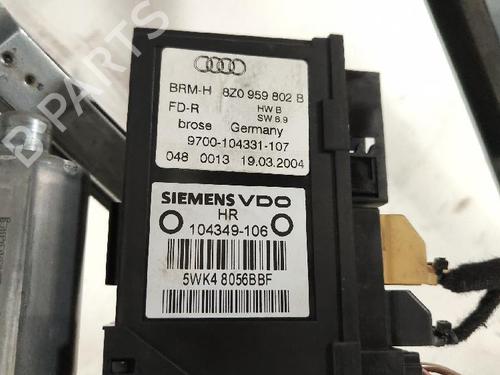 BRM-H 8Z0 959 802 B
FD-R HW B
SW 6.9
brose Germany
9700-104331-107
048 0013 19.03.2004
SIEMENS VDO
HR
104349-106
5WK4 8056BBF